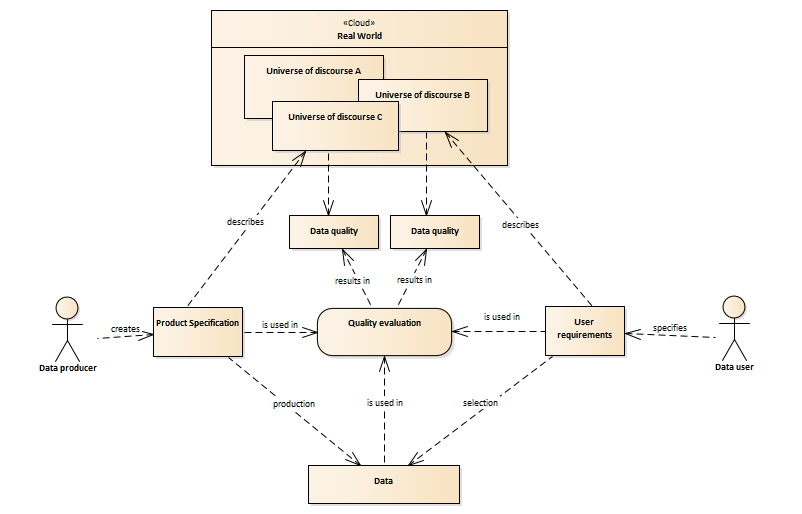 «Cloud»
Real World
Universe of discourse A
Universe of discourse B
Universe of discourse C
describes
describes
Data quality
Data quality
results in
results in
creates
Product Specification
is used in
Quality evaluation
is used in
User
requirements
specifies
Data producer
Data user
production
is used in
selection
Data